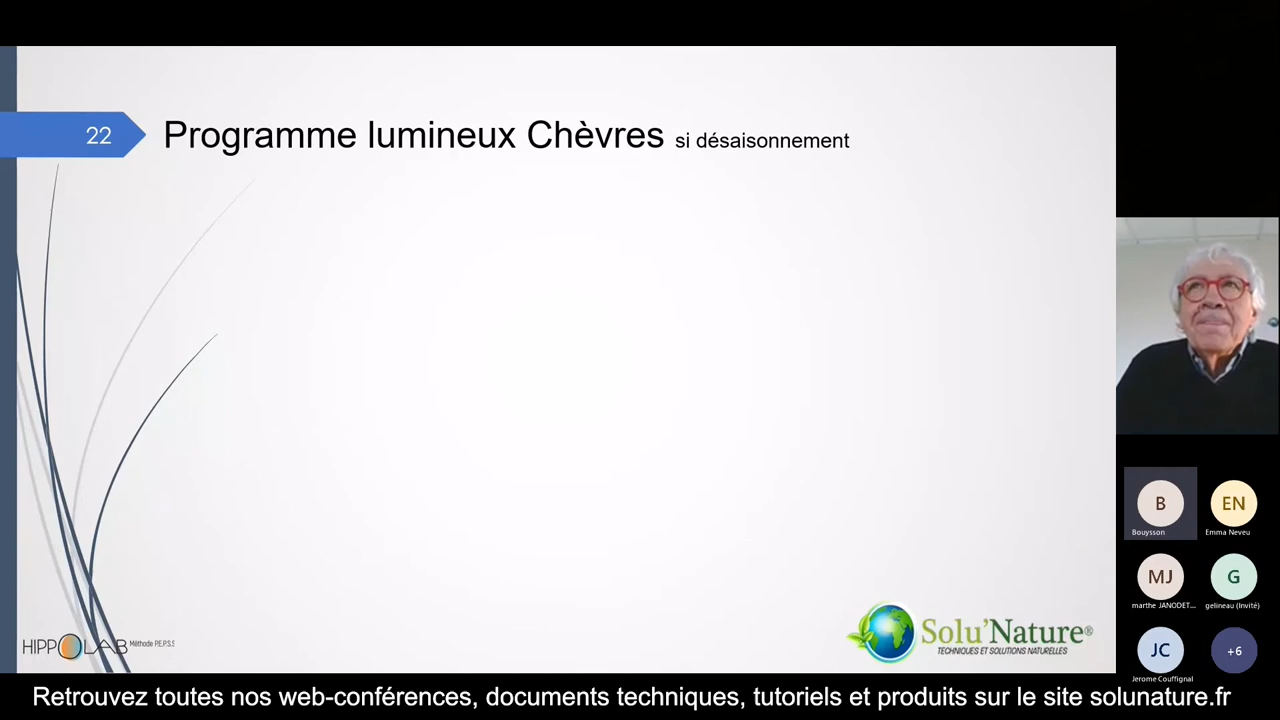 22
Programme lumineux Chèvres si désaisonnement
B
Bouysson
EN
Emma Neveu
MJ
marthe JANODET...
G
gelineau (Invité)
JC
Jerome Couffignal
+6
HIPPOLAB Méthode P.E.P.S.S
Solu'Nature®
TECHNIQUES ET SOLUTIONS NATURELLES
Retrouvez toutes nos web-conférences, documents techniques, tutoriels et produits sur le site solunature.fr